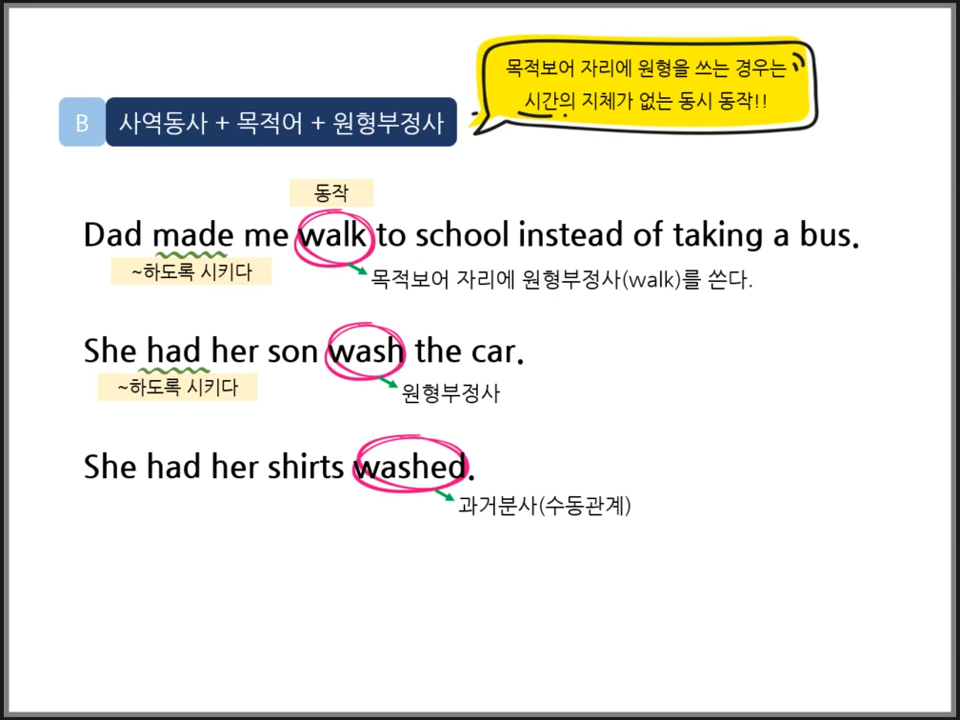 목적보어 자리에 원형을 쓰는 경우는
시간의 지체가 없는 동시 동작!!
B 사역동사 + 목적어 + 원형부정사
동작
Dad made me walk to school instead of taking a bus.
~하도록 시키다
목적보어 자리에 원형부정사(walk)를 쓴다.
She had her son wash the car.
~하도록 시키다
원형부정사
She had her shirts washed.
과거분사(수동관계)